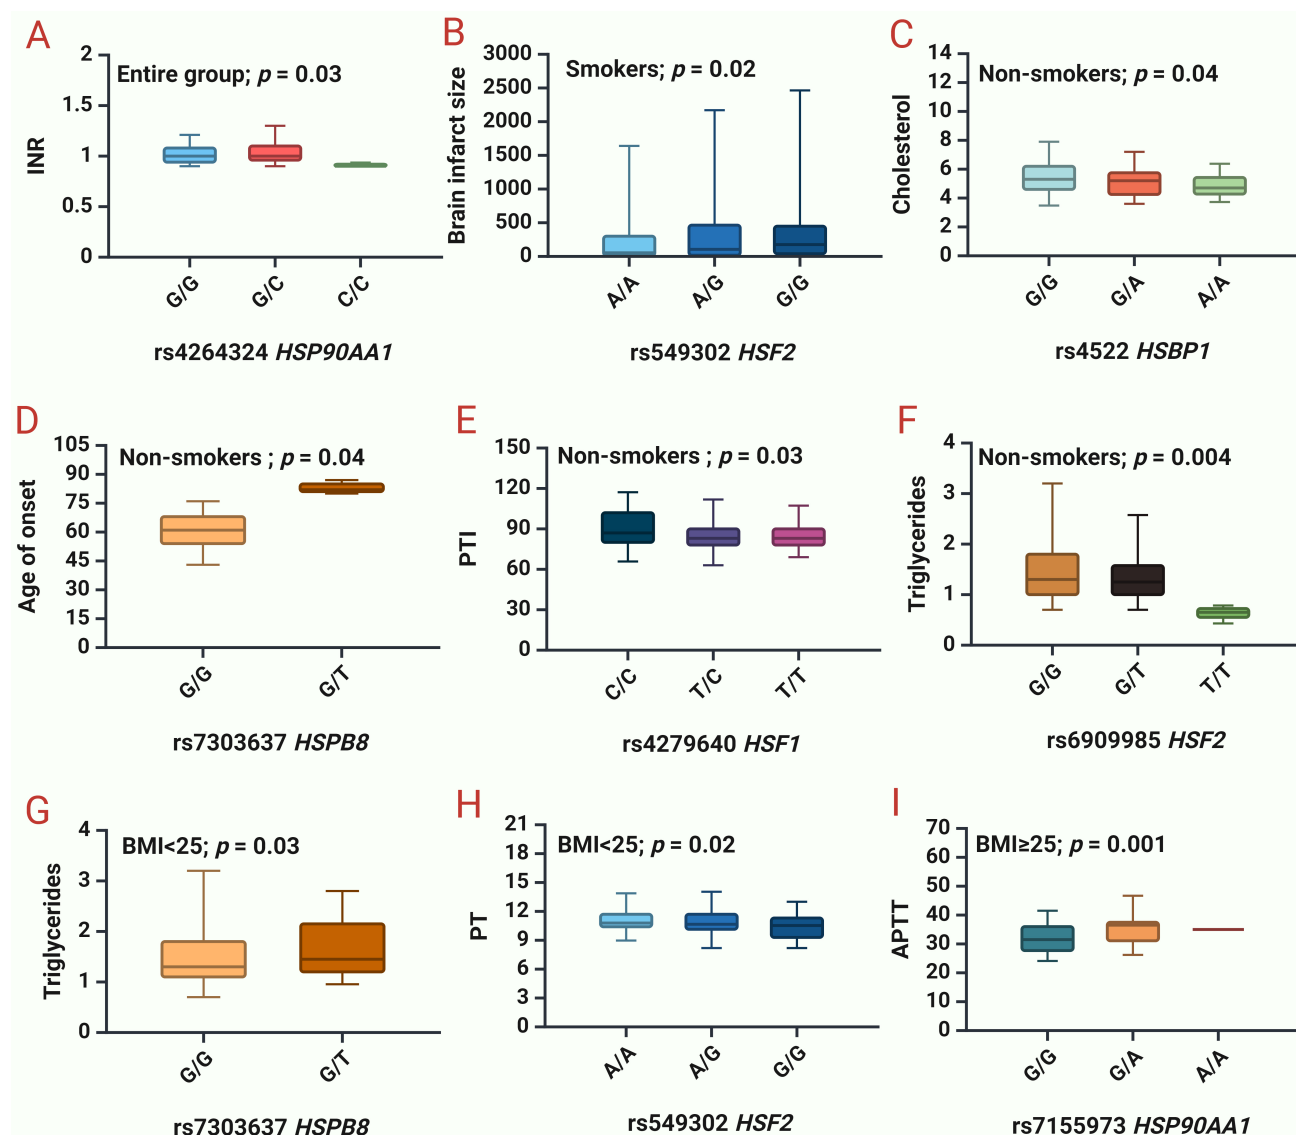 A
INR
2
1.5
1
0.5
0
Entire group; p = 0.03
G/G
G/C
C/C
rs4264324 HSP90AA1
B
Brain infarct size
3000
2500
2000
1500
1000
500
0
Smokers; p = 0.02
A/A
A/G
G/G
rs549302 HSF2
C
Cholesterol
14
12
10
8
6
4
2
0
Non-smokers; p = 0.04
G/G
G/A
A/A
rs4522 HSBP1
D
Age of onset
105
90
75
60
45
30
15
0
Non-smokers ; p = 0.04
G/G
G/T
rs7303637 HSPB8
E
PTI
150
120
90
60
30
0
Non-smokers ; p = 0.03
C/C
T/C
T/T
rs4279640 HSF1
F
Triglycerides
4
3
2
1
0
Non-smokers; p = 0.004
G/G
G/T
T/T
rs6909985 HSF2
G
Triglycerides
4
3
2
1
0
BMI<25; p = 0.03
G/G
G/T
rs7303637 HSPB8
H
PT
21
18
15
12
9
6
3
0
BMI<25; p = 0.02
A/A
A/G
G/G
rs549302 HSF2
I
APTT
70
60
50
40
30
20
10
0
BMI≥25; p = 0.001
G/G
G/A
A/A
rs7155973 HSP90AA1